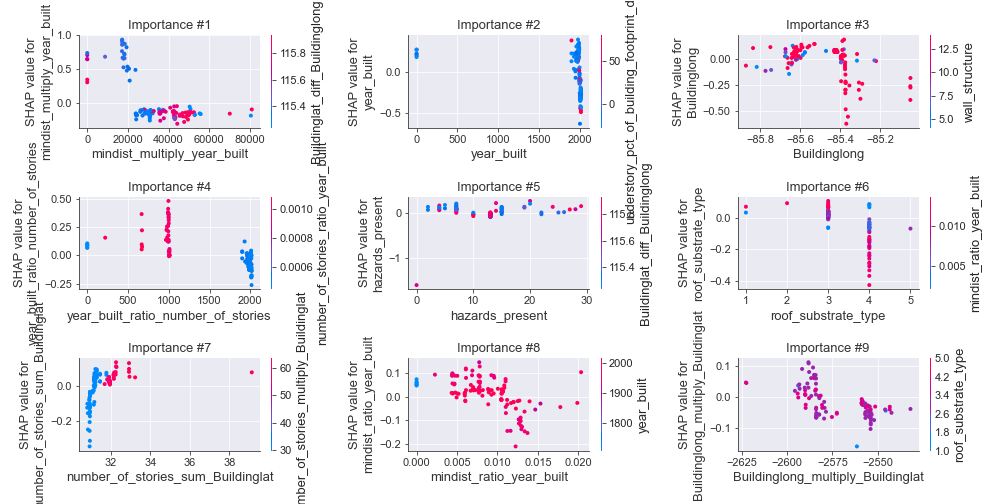 Importance #1
SHAP value for
mindist_multiply_year_built
1.0
0.5
0.0
0
20000
40000
60000
80000
mindist_multiply_year_built
115.8
115.6
115.4
Buildinglat_diff_Buildinglong
Importance #2
SHAP value for
year_built
0.0
−0.5
0
500
1000
1500
2000
year_built
50
0
understory_pct_of_building_footprint_d
Importance #3
SHAP value for
Buildinglong
0.00
−0.25
−0.50
−85.8
−85.6
−85.4
−85.2
Buildinglong
12.5
10.0
7.5
5.0
wall_structure
Importance #4
SHAP value for
year_built_ratio_number_of_stories
0.50
0.25
0.00
−0.25
0
500
1000
1500
2000
year_built_ratio_number_of_stories
0.0010
0.0008
0.0006
number_of_stories_ratio_year_built
Importance #5
SHAP value for
hazards_present
0
−1
0
5
10
15
20
25
30
hazards_present
115.8
115.6
115.4
Buildinglat_diff_Buildinglong
Importance #6
SHAP value for
roof_substrate_type
0.0
−0.2
−0.4
1
2
3
4
5
roof_substrate_type
0.010
0.005
mindist_ratio_year_built
Importance #7
SHAP value for
number_of_stories_sum_Buildinglat
0.0
−0.2
32
34
36
38
number_of_stories_sum_Buildinglat
60
50
40
30
number_of_stories_multiply_Buildinglat
Importance #8
SHAP value for
mindist_ratio_year_built
0.1
0.0
−0.1
−0.2
0.000
0.005
0.010
0.015
0.020
mindist_ratio_year_built
2000
1900
1800
year_built
Importance #9
SHAP value for
Buildinglong_multiply_Buildinglat
0.1
0.0
−0.1
−2625
−2600
−2575
−2550
Buildinglong_multiply_Buildinglat
5.0
4.2
3.4
2.6
1.8
1.0
roof_substrate_type